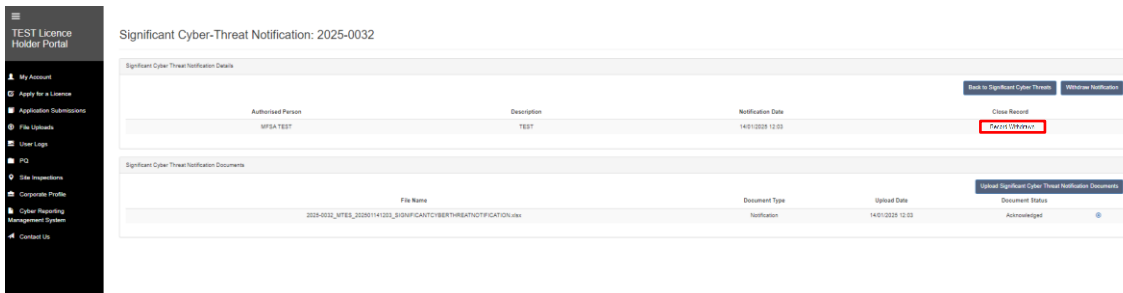 TEST Licence
Holder Portal
My Account
Apply for a Licence
Application Submissions
File Uploads
User Logs
PQ
Site Inspections
Corporate Profile
Cyber Reporting
Management System
Contact Us
Significant Cyber-Threat Notification: 2025-0032
Significant Cyber Threat Notification Details
Back to Significant Cyber Threats Withdraw Notification
Authorised Person Description Notification Date Close Record
MFSA TEST TEST 14/01/2025 12:03 Record Withdrawn
Significant Cyber Threat Notification Documents
Upload Significant Cyber Threat Notification Documents
File Name Document Type Upload Date Document Status
2025-0032_MTES_202501141203_SIGNIFICANTCYBERTHREATNOTIFICATION.xlsx Notification 14/01/2025 12:03 Acknowledged